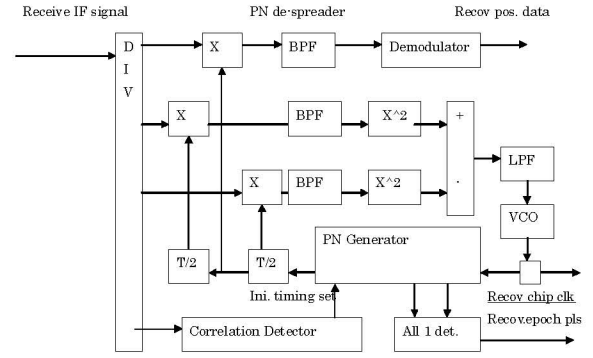 Receive IF signal
PN de-spreader
Recov pos. data
D
I
V
X
BPF
Demodulator
X
BPF
X^2
+
X
BPF
X^2
-
LPF
VCO
PN Generator
T/2
T/2
Ini. timing set
Recov chip clk
Recov.epoch pls
Correlation Detector
All 1 det.